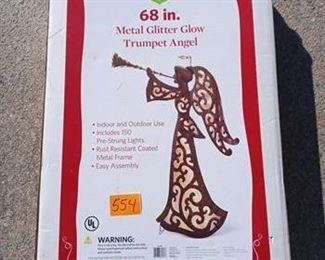 68 in.
Metal Glitter Glow
Trumpet Angel
• Indoor and Outdoor Use
• Includes 150
Pre-Strung Lights
• Rust Resistant Coated
Metal Frame
• Easy Assembly
554
UL
WARNING: